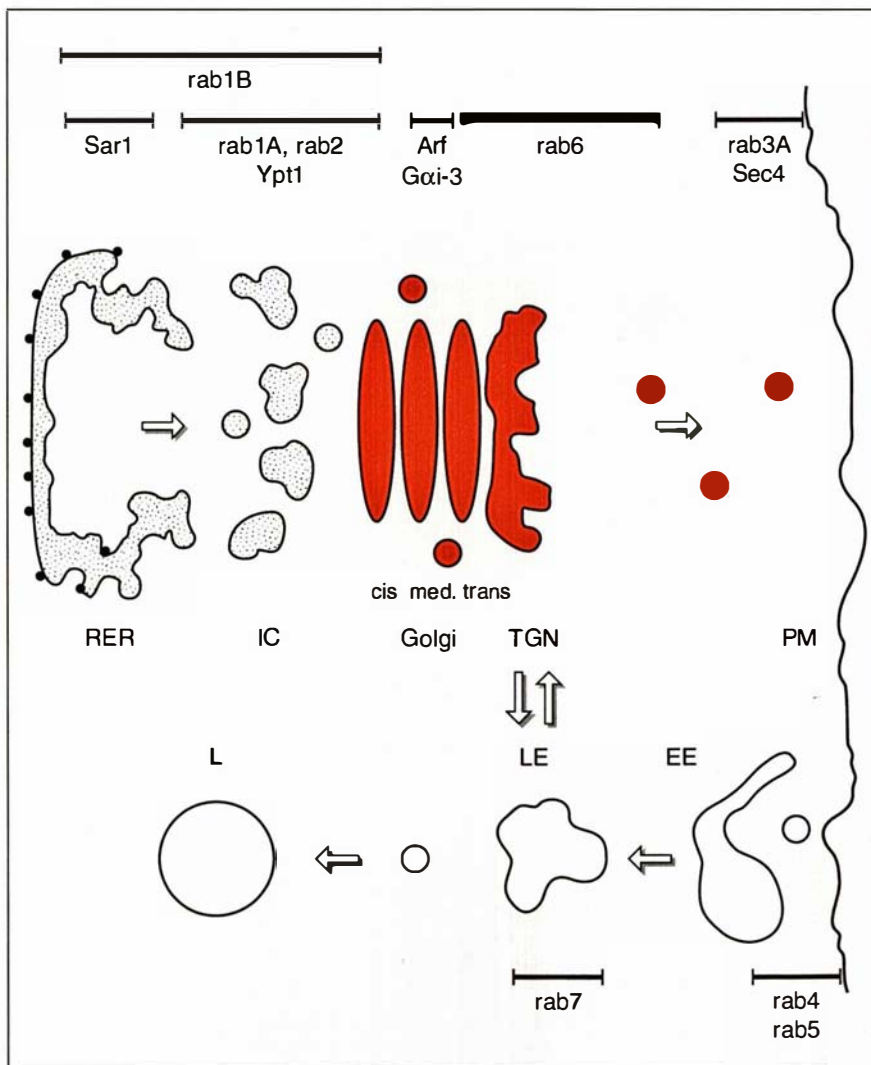 rab1B
Sar1 rab1A, rab2 Arf rab6 rab3A
Ypt1 Gαi-3 Sec4
cis med. trans
RER IC Golgi TGN PM
L LE EE
rab7 rab4
rab5